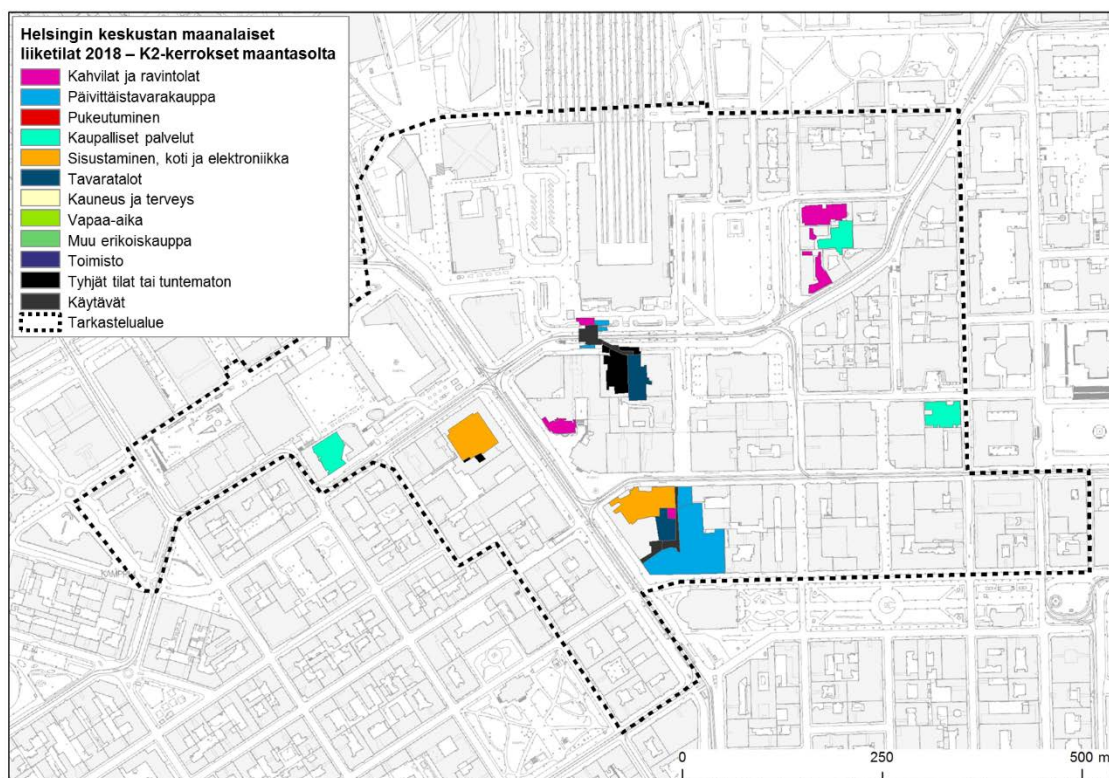 Helsingin keskustan maanalaiset
liiketilat 2018 – K2-kerrokset maantasolta
Kahvilat ja ravintolat
Päivittäistavarakauppa
Pukeutuminen
Kaupalliset palvelut
Sisustaminen, koti ja elektroniikka
Tavaratalot
Kauneus ja terveys
Vapaa-aika
Muu erikoiskauppa
Toimisto
Tyhjät tilat tai tuntematon
Käytävät
Tarkastelualue
0 250 500 m